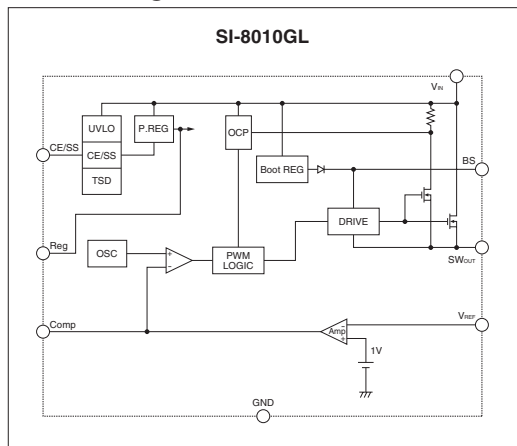 SI-8010GL
VIN
UVLO
P.REG
OCP
CE/SS
CE/SS
BS
Boot REG
TSD
DRIVE
Reg
OSC
+
−
PWM
LOGIC
SWOUT
Comp
Amp
−
+
VREF
1V
GND